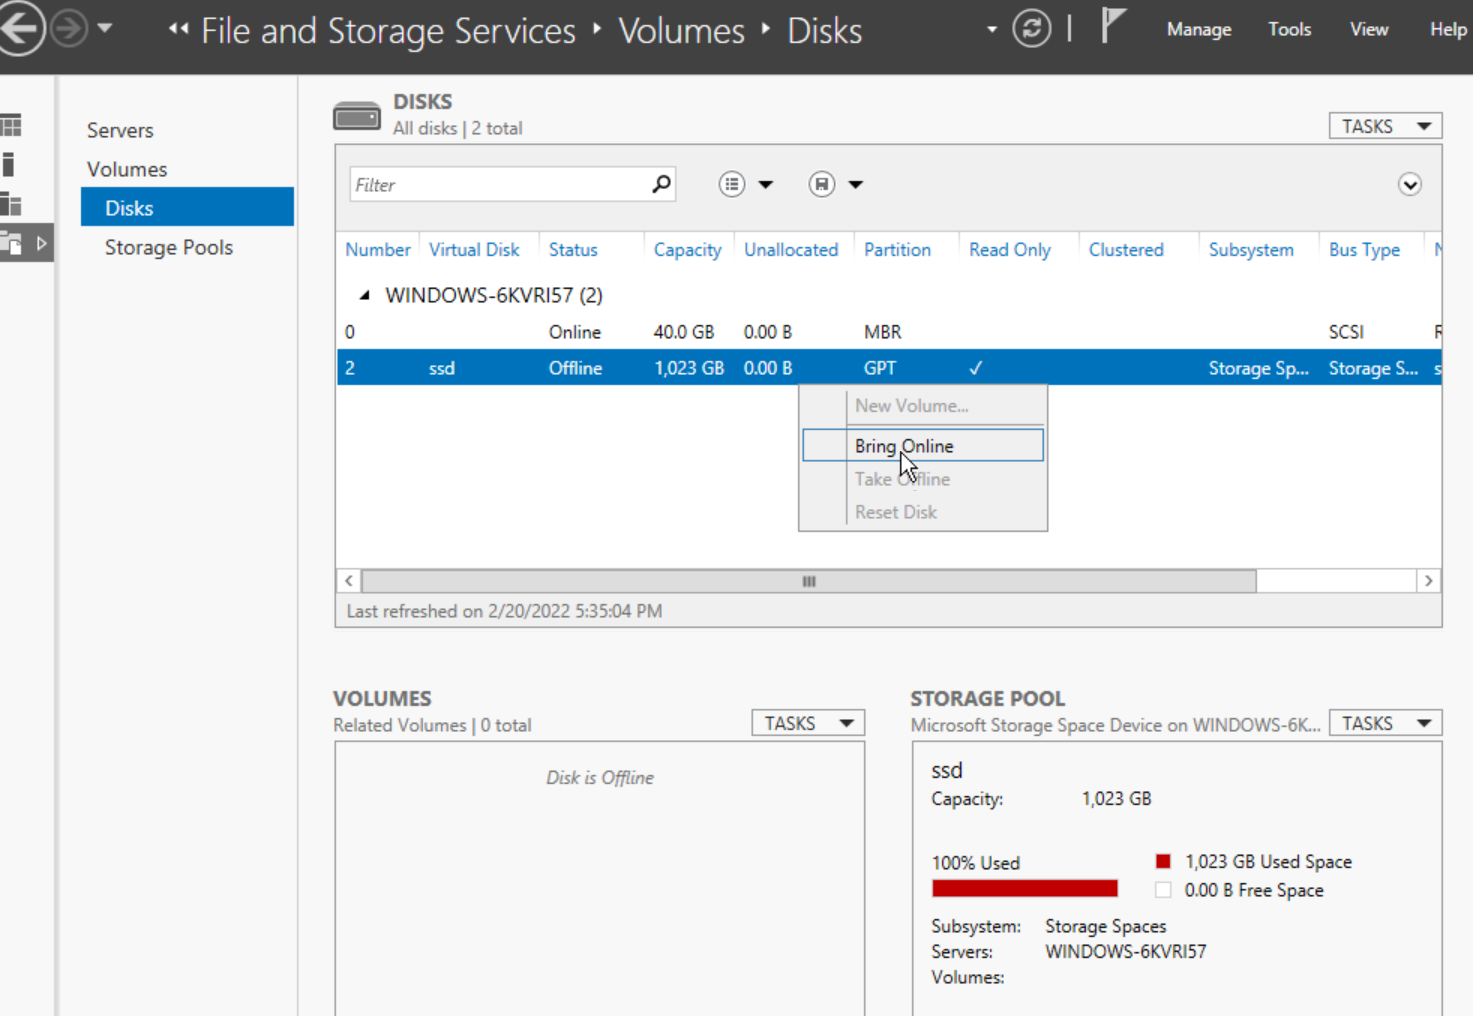 File and Storage Services ‣ Volumes ‣ Disks
Manage Tools View Help
Servers
Volumes
Disks
Storage Pools
DISKS
All disks | 2 total
TASKS
Filter
Number Virtual Disk Status Capacity Unallocated Partition Read Only Clustered Subsystem Bus Type
WINDOWS-6KVRI57 (2)
0 Online 40.0 GB 0.00 B MBR SCSI
2 ssd Offline 1,023 GB 0.00 B GPT ✓ Storage Sp... Storage S...
New Volume...
Bring Online
Take Offline
Reset Disk
Last refreshed on 2/20/2022 5:35:04 PM
VOLUMES
Related Volumes | 0 total
TASKS
Disk is Offline
STORAGE POOL
Microsoft Storage Space Device on WINDOWS-6K...
TASKS
ssd
Capacity: 1,023 GB
100% Used
1,023 GB Used Space
0.00 B Free Space
Subsystem: Storage Spaces
Servers: WINDOWS-6KVRI57
Volumes: